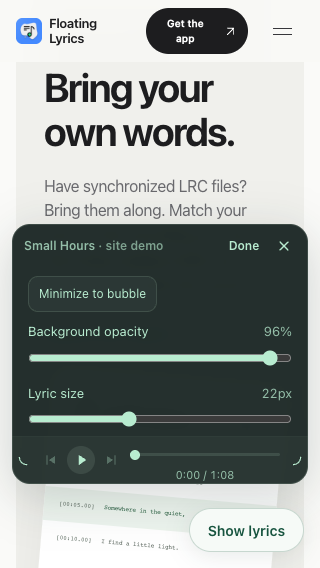 Floating
Lyrics
Get the
app
Bring your
own words.
Have synchronized LRC files?
Bring them along. Match your
Small Hours · site demo
Done
Minimize to bubble
Background opacity
96%
Lyric size
22px
0:00 / 1:08
[00:05.00] Somewhere in the quiet,
[00:10.00] I find a little light.
Show lyrics